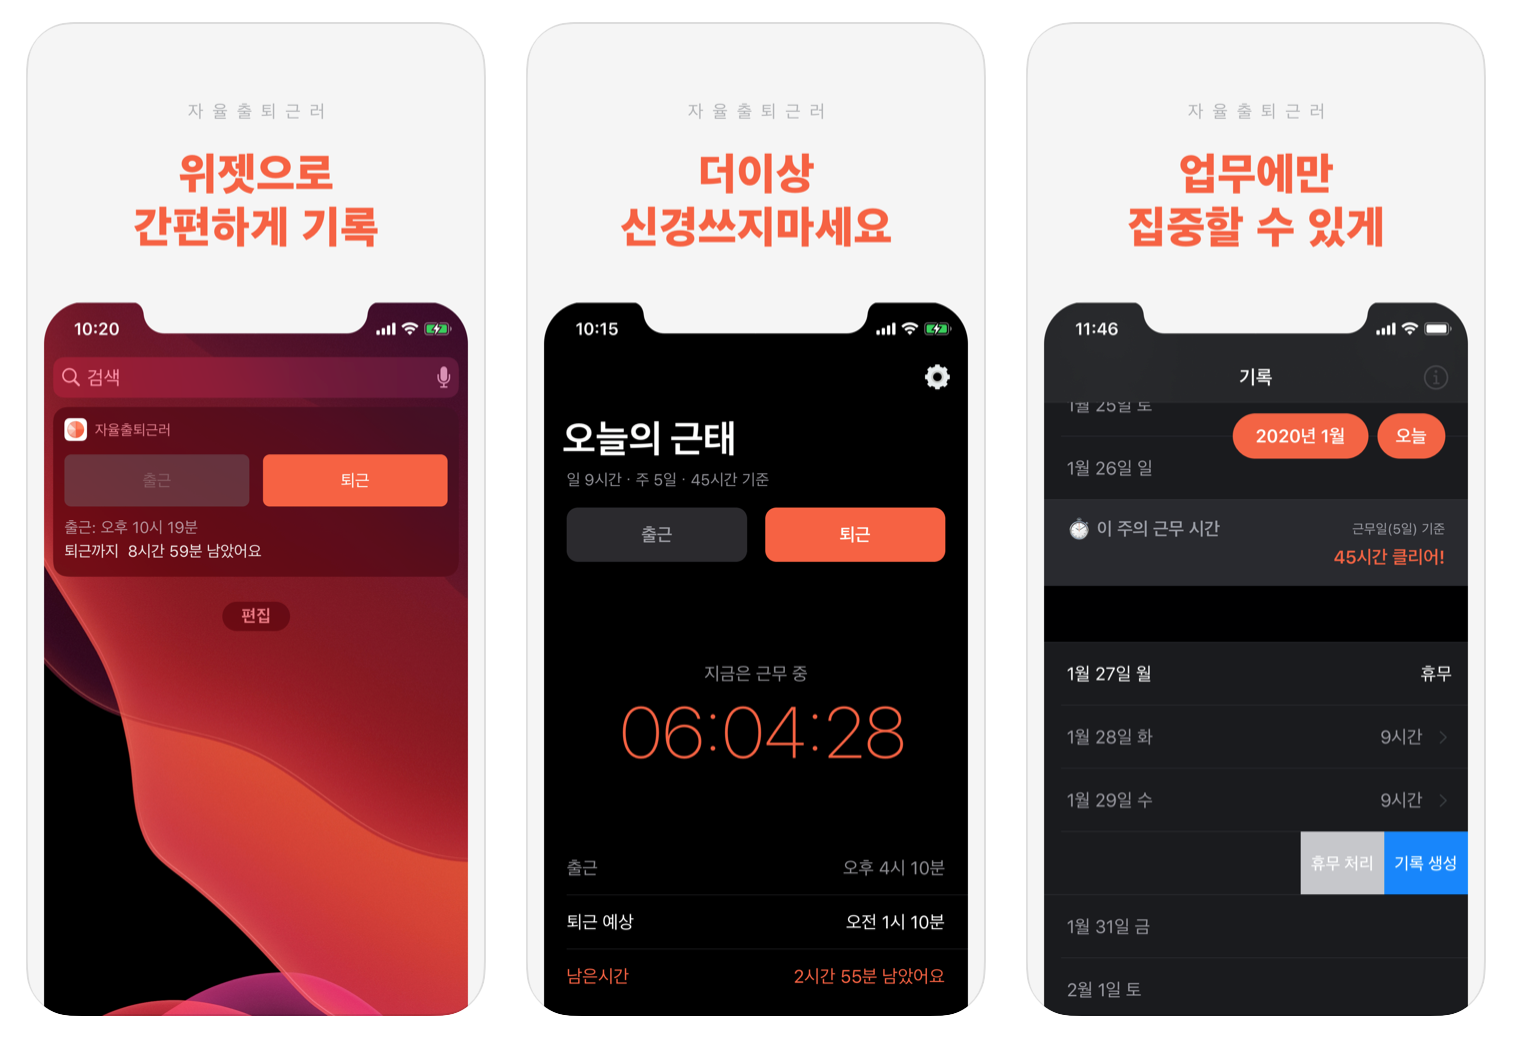 자율출퇴근러
위젯으로
간편하게 기록
10:20
검색
자율출퇴근러
출근
퇴근
출근: 오후 10시 19분
퇴근까지 8시간 59분 남았어요
편집
자율출퇴근러
더이상
신경쓰지마세요
10:15
오늘의 근태
일 9시간 · 주 5일 · 45시간 기준
출근
퇴근
지금은 근무 중
06:04:28
출근
오후 4시 10분
퇴근 예상
오전 1시 10분
남은시간
2시간 55분 남았어요
자율출퇴근러
업무에만
집중할 수 있게
11:46
기록
1월 25일 토
2020년 1월
오늘
1월 26일 일
이 주의 근무 시간
근무일(5일) 기준
45시간 클리어!
1월 27일 월
휴무
1월 28일 화
9시간
1월 29일 수
9시간
휴무 처리
기록 생성
1월 31일 금
2월 1일 토